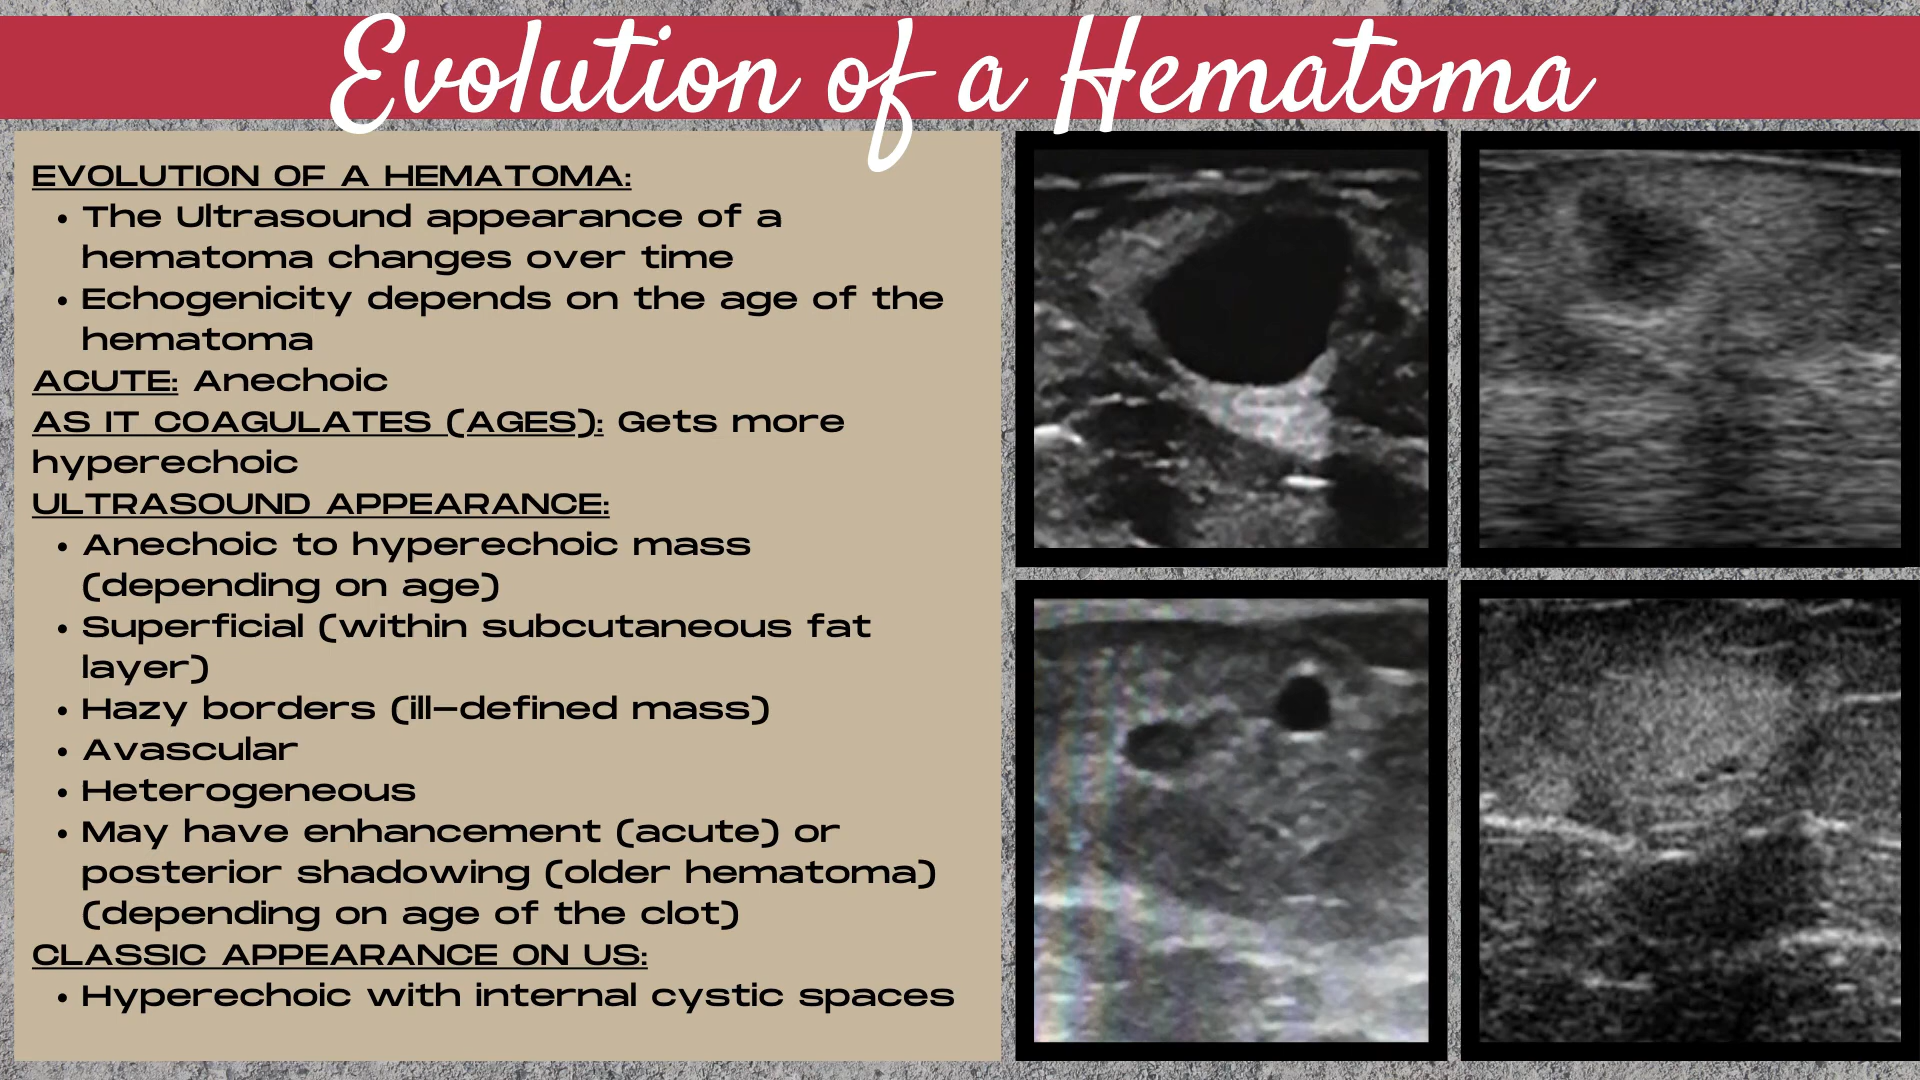 Evolution of a Hematoma
EVOLUTION OF A HEMATOMA:
• The Ultrasound appearance of a
hematoma changes over time
• Echogenicity depends on the age of the
hematoma
ACUTE: Anechoic
AS IT COAGULATES (AGES): Gets more
hyperechoic
ULTRASOUND APPEARANCE:
• Anechoic to hyperechoic mass
(depending on age)
• Superficial (within subcutaneous fat
layer)
• Hazy borders (ill-defined mass)
• Avascular
• Heterogeneous
• May have enhancement (acute) or
posterior shadowing (older hematoma)
(depending on age of the clot)
CLASSIC APPEARANCE ON US:
• Hyperechoic with internal cystic spaces